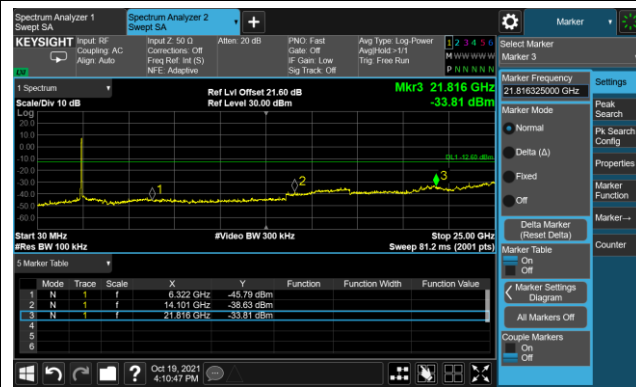 Spectrum Analyzer 1
Swept SA
Spectrum Analyzer 2
Swept SA
Marker
KEYSIGHT
Input: RF
Coupling: AC
Align: Auto
Input Z: 50 Ω
Corrections: Off
Freq Ref: Int (S)
NFE: Adaptive
Atten: 20 dB
PNO: Fast
Gate: Off
IF Gain: Low
Sig Track: Off
Avg Type: Log-Power
Avg|Hold:>1/1
Trig: Free Run
1 2 3 4 5 6
M W W W W W
P N N N N N
Select Marker
Marker 3
LXI
1 Spectrum
Scale/Div 10 dB
Log
Ref Lvl Offset 21.60 dB
Ref Level 30.00 dBm
Mkr3 21.816 GHz
-33.81 dBm
20.0
10.0
0.00
-10.0
-20.0
-30.0
-40.0
-50.0
-60.0
1
2
3
Start 30 MHz
#Res BW 100 kHz
#Video BW 300 kHz
Stop 25.00 GHz
Sweep 81.2 ms (2001 pts)
5 Marker Table
Mode Trace Scale X Y Function Function Width Function Value
1 N 1 f 6.322 GHz -45.79 dBm
2 N 1 f 14.101 GHz -38.63 dBm
3 N 1 f 21.816 GHz -33.81 dBm
4
5
6
Marker Frequency
21.816325000 GHz
Marker Mode
Normal
Delta (Δ)
Fixed
Off
Delta Marker
(Reset Delta)
Marker Table
On
Off
Marker Settings
Diagram
All Markers Off
Couple Markers
On
Off
Settings
Peak
Search
Pk Search
Config
Properties
Marker
Function
Marker→
Counter
?
Oct 19, 2021
4:10:47 PM